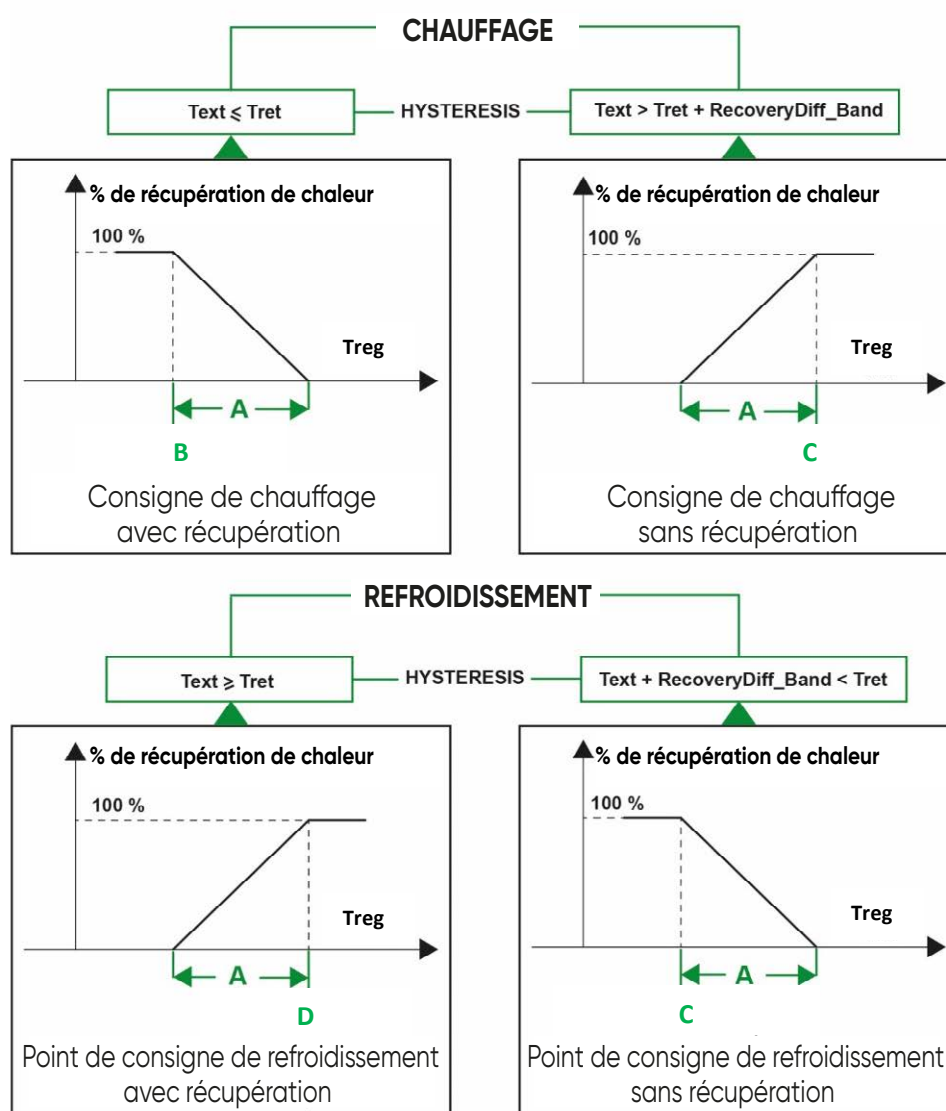 CHAUFFAGE
Text ⩽ Tret
HYSTERESIS
Text > Tret + RecoveryDiff_Band
% de récupération de chaleur
100 %
Treg
A
B
Consigne de chauffage
avec récupération
% de récupération de chaleur
100 %
Treg
A
C
Consigne de chauffage
sans récupération
REFROIDISSEMENT
Text ⩾ Tret
HYSTERESIS
Text + RecoveryDiff_Band < Tret
% de récupération de chaleur
100 %
Treg
A
D
Point de consigne de refroidissement
avec récupération
% de récupération de chaleur
100 %
Treg
A
C
Point de consigne de refroidissement
sans récupération